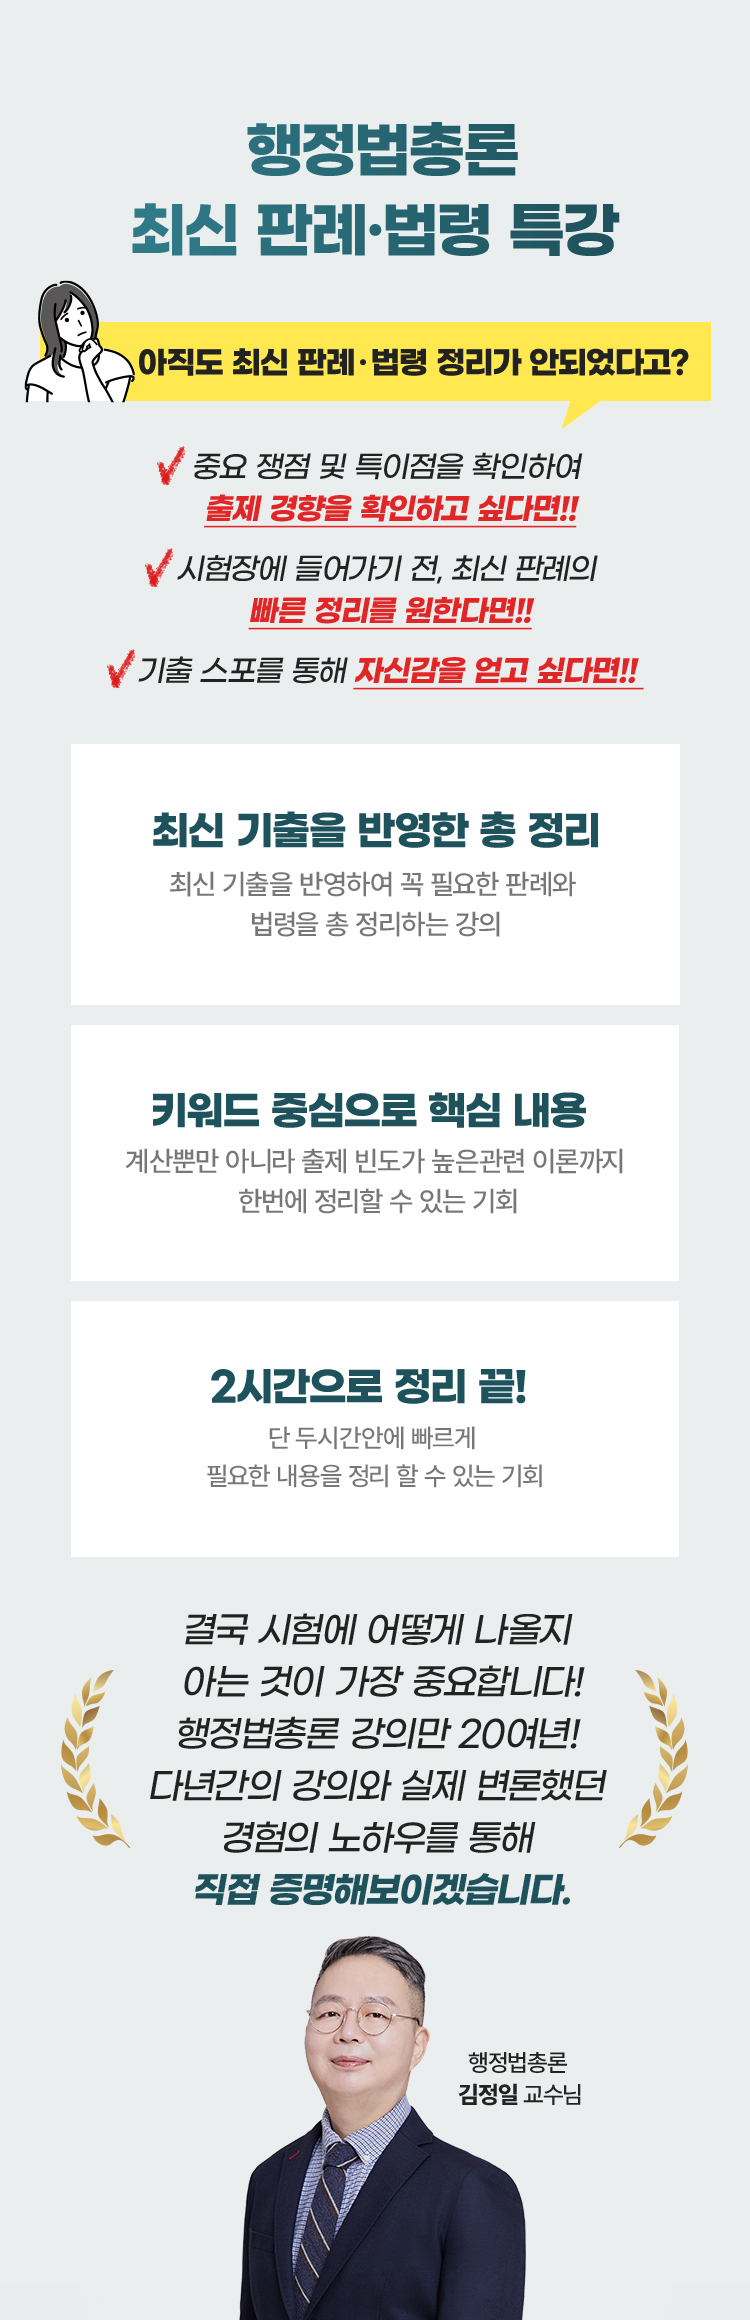 행정법총론
최신 판례·법령 특강
아직도 최신 판례·법령 정리가 안되었다고?
중요 쟁점 및 특이점을 확인하여
출제 경향을 확인하고 싶다면!!
시험장에 들어가기 전, 최신 판례의
빠른 정리를 원한다면!!
기출 스포를 통해 자신감을 얻고 싶다면!!
최신 기출을 반영한 총 정리
최신 기출을 반영하여 꼭 필요한 판례와
법령을 총 정리하는 강의
키워드 중심으로 핵심 내용
계산뿐만 아니라 출제 빈도가 높은관련 이론까지
한번에 정리할 수 있는 기회
2시간으로 정리 끝!
단 두시간안에 빠르게
필요한 내용을 정리 할 수 있는 기회
결국 시험에 어떻게 나올지
아는 것이 가장 중요합니다!
행정법총론 강의만 20여년!
다년간의 강의와 실제 변론했던
경험의 노하우를 통해
직접 증명해보이겠습니다.
행정법총론
김정일 교수님